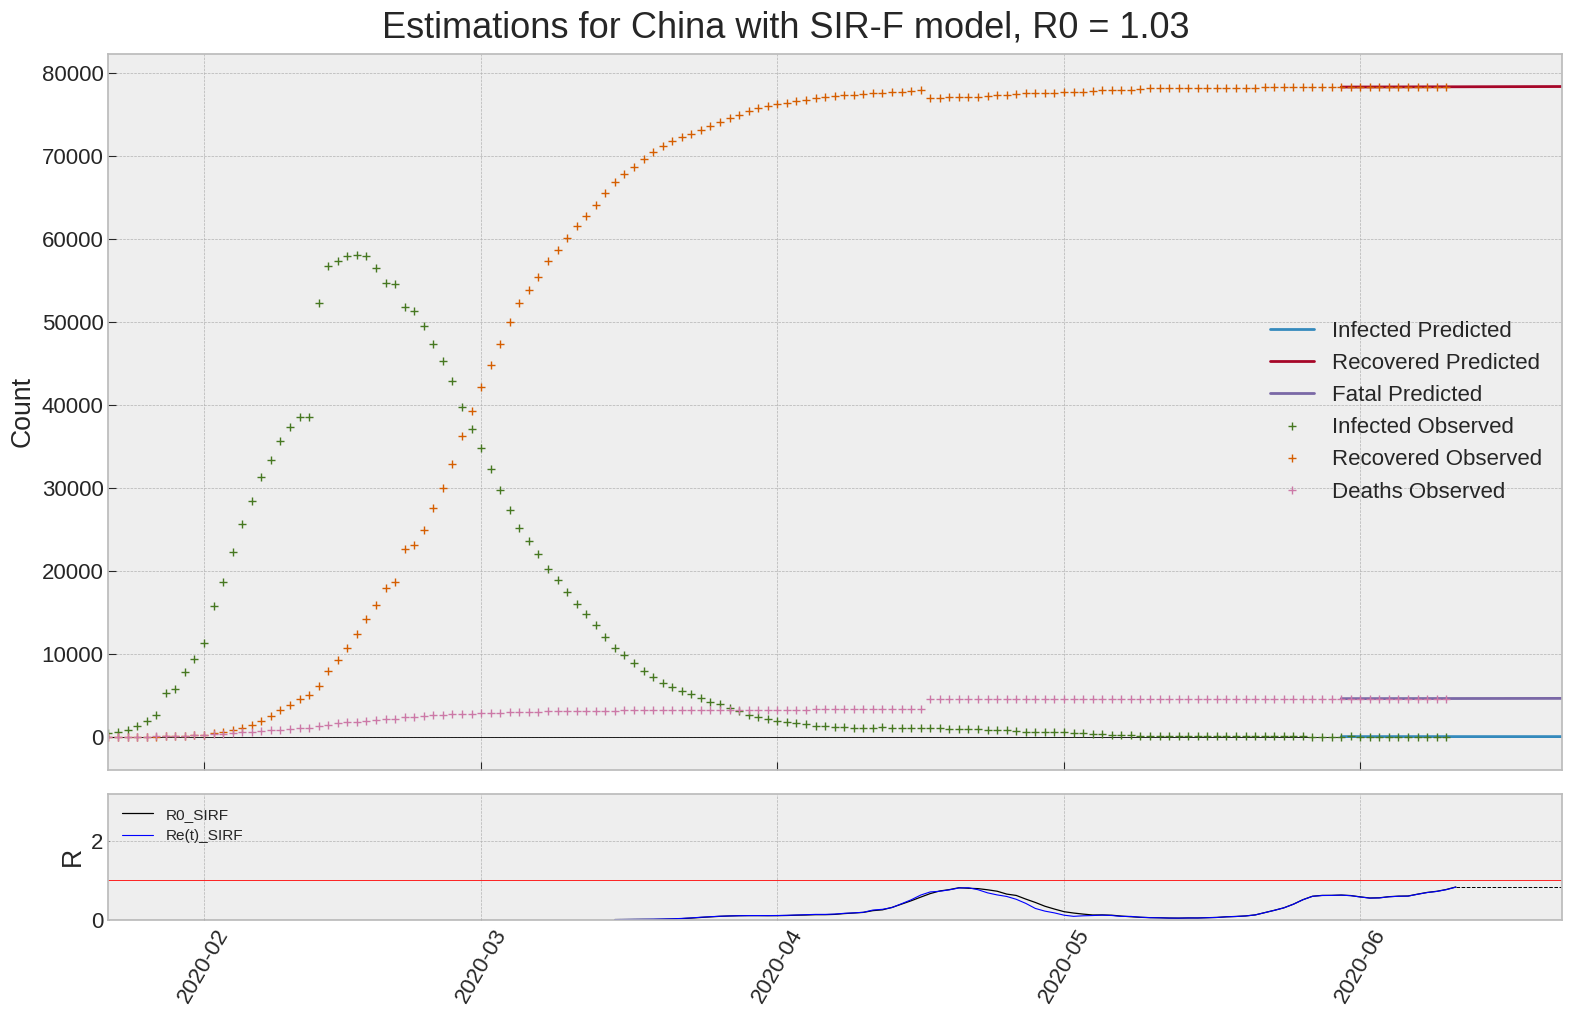 Estimations for China with SIR-F model, R0 = 1.03
80000
70000
60000
50000
40000
30000
20000
10000
0
Count
Infected Predicted
Recovered Predicted
Fatal Predicted
Infected Observed
Recovered Observed
Deaths Observed
R0_SIRF
Re(t)_SIRF
2
0
R
2020-02
2020-03
2020-04
2020-05
2020-06